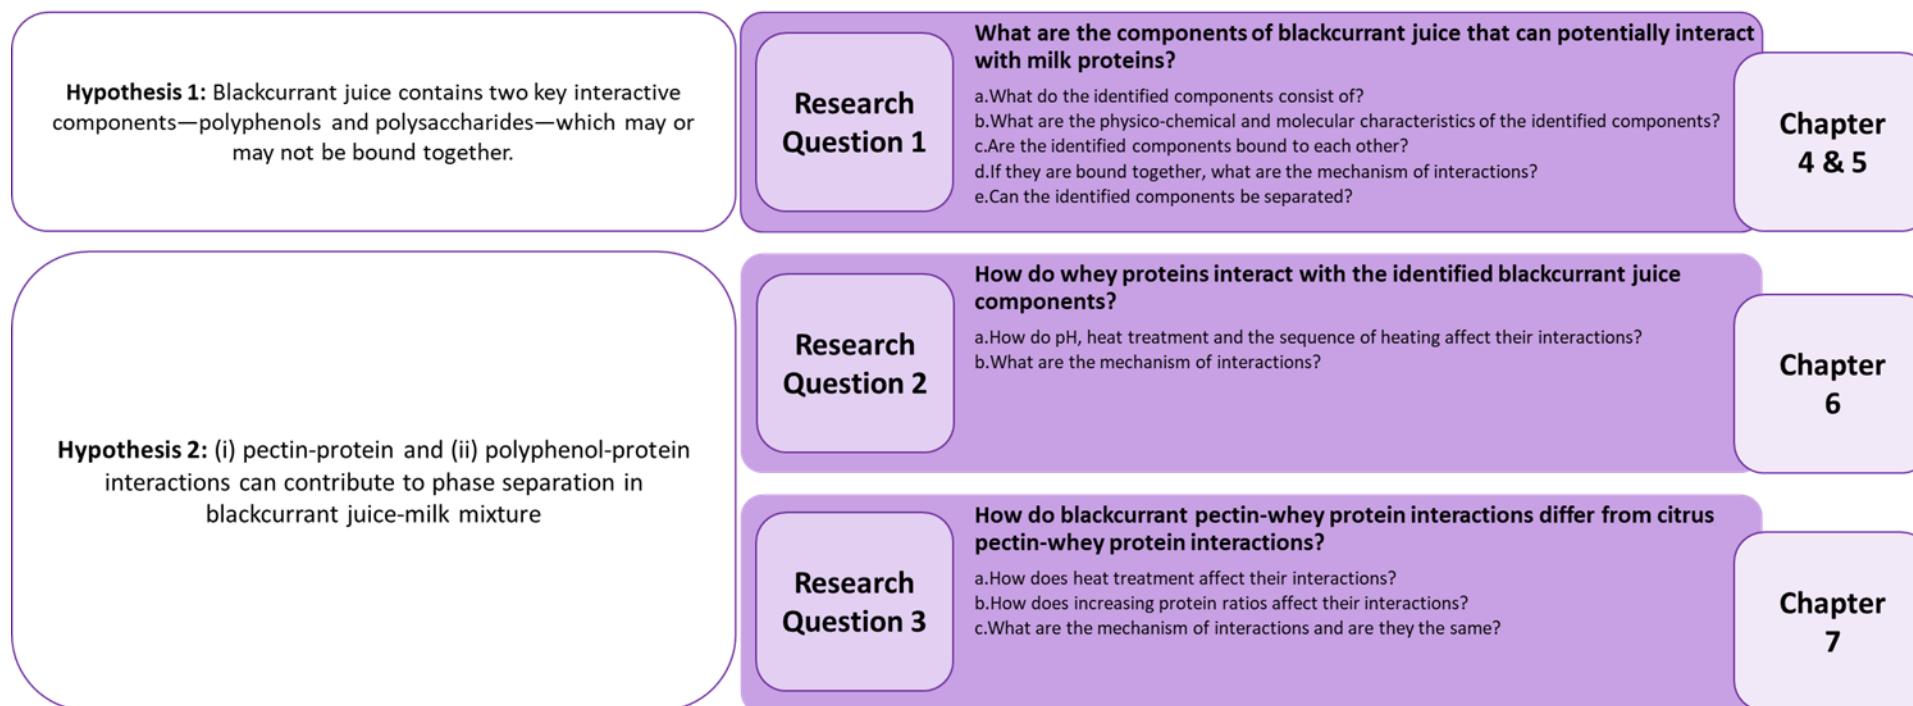 Hypothesis 1: Blackcurrant juice contains two key interactive
components—polyphenols and polysaccharides—which may or
may not be bound together.
Research
Question 1
What are the components of blackcurrant juice that can potentially interact
with milk proteins?
a.What do the identified components consist of?
b.What are the physico-chemical and molecular characteristics of the identified components?
c.Are the identified components bound to each other?
d.If they are bound together, what are the mechanism of interactions?
e.Can the identified components be separated?
Chapter
4 & 5
Hypothesis 2: (i) pectin-protein and (ii) polyphenol-protein
interactions can contribute to phase separation in
blackcurrant juice-milk mixture
Research
Question 2
How do whey proteins interact with the identified blackcurrant juice
components?
a.How do pH, heat treatment and the sequence of heating affect their interactions?
b.What are the mechanism of interactions?
Chapter
6
Research
Question 3
How do blackcurrant pectin-whey protein interactions differ from citrus
pectin-whey protein interactions?
a.How does heat treatment affect their interactions?
b.How does increasing protein ratios affect their interactions?
c.What are the mechanism of interactions and are they the same?
Chapter
7